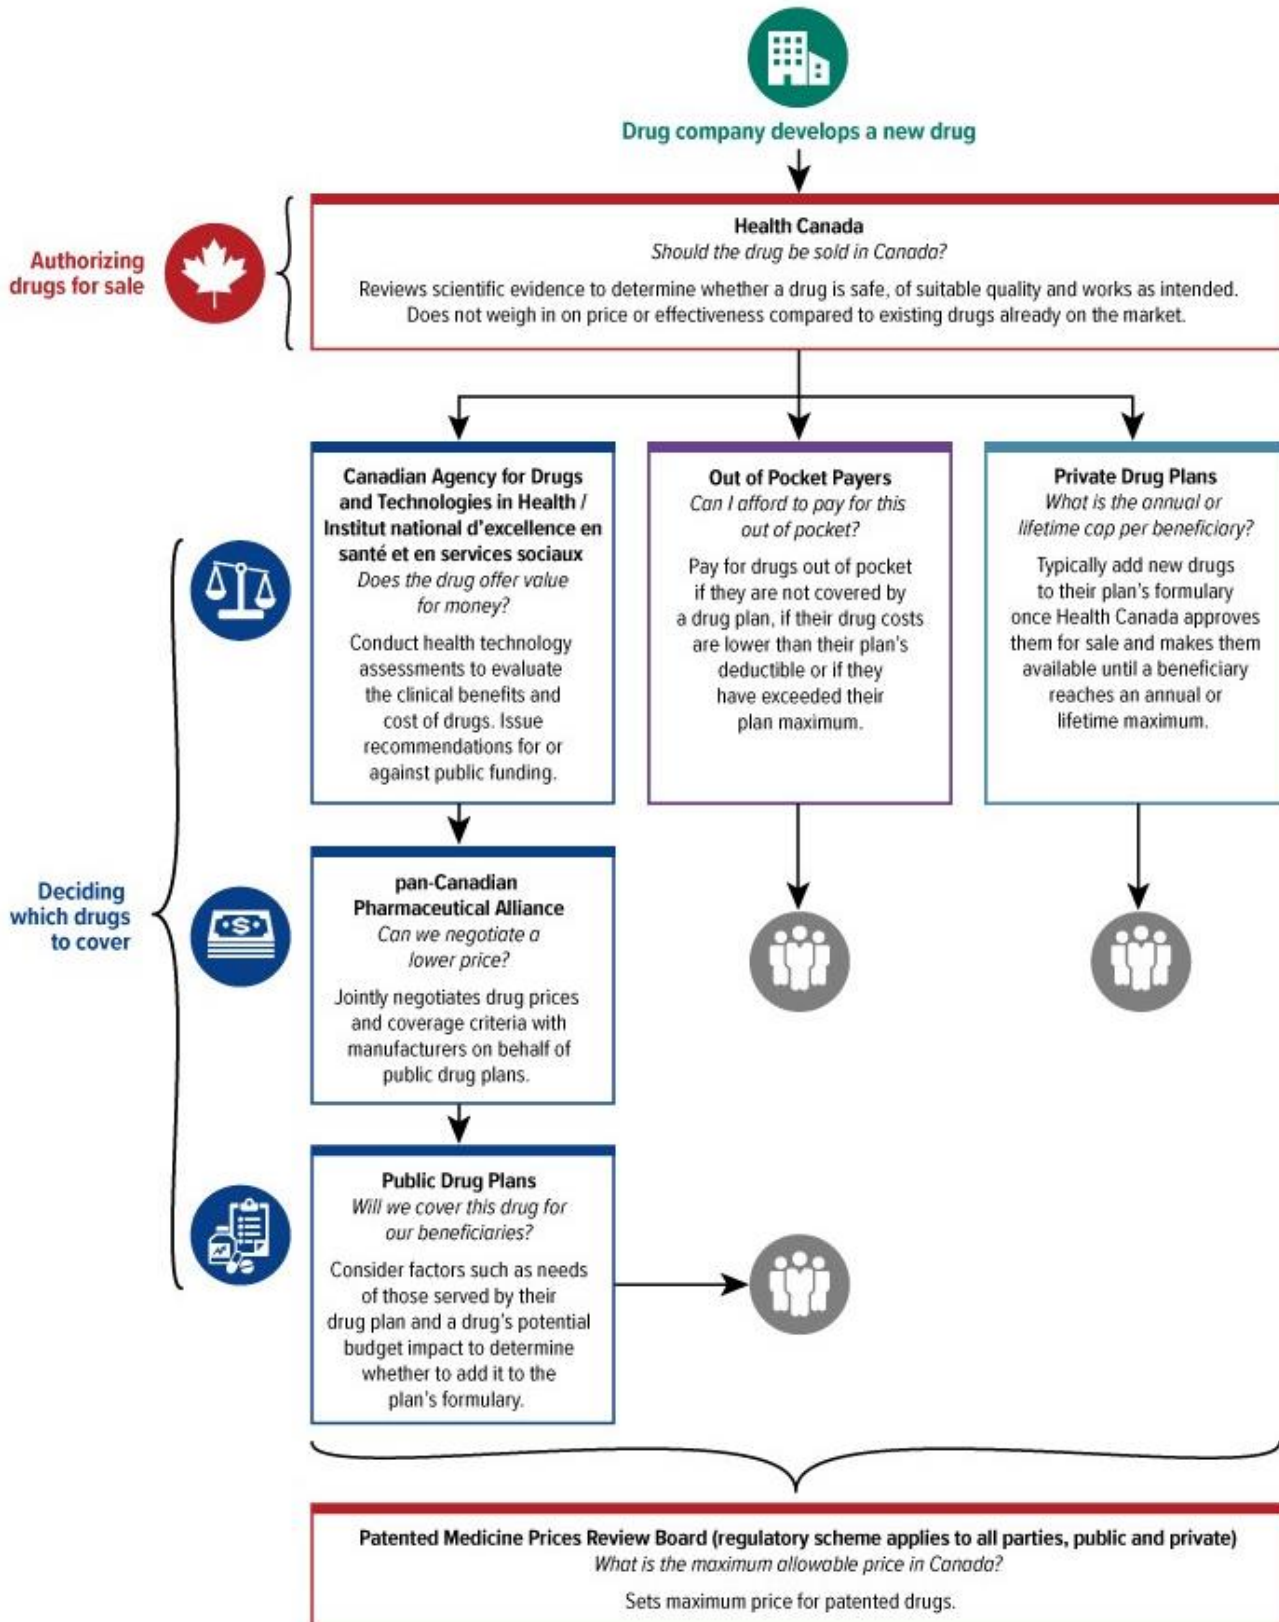 Drug company develops a new drug
Authorizing
drugs for sale
Health Canada
Should the drug be sold in Canada?
Reviews scientific evidence to determine whether a drug is safe, of suitable quality and works as intended.
Does not weigh in on price or effectiveness compared to existing drugs already on the market.
Deciding
which drugs
to cover
Canadian Agency for Drugs
and Technologies in Health /
Institut national d'excellence en
santé et en services sociaux
Does the drug offer value
for money?
Conduct health technology
assessments to evaluate
the clinical benefits and
cost of drugs. Issue
recommendations for or
against public funding.
Out of Pocket Payers
Can I afford to pay for this
out of pocket?
Pay for drugs out of pocket
if they are not covered by
a drug plan, if their drug costs
are lower than their plan's
deductible or if they
have exceeded their
plan maximum.
Private Drug Plans
What is the annual or
lifetime cap per beneficiary?
Typically add new drugs
to their plan's formulary
once Health Canada approves
them for sale and makes them
available until a beneficiary
reaches an annual or
lifetime maximum.
pan-Canadian
Pharmaceutical Alliance
Can we negotiate a
lower price?
Jointly negotiates drug prices
and coverage criteria with
manufacturers on behalf of
public drug plans.
$
Public Drug Plans
Will we cover this drug for
our beneficiaries?
Consider factors such as needs
of those served by their
drug plan and a drug's potential
budget impact to determine
whether to add it to the
plan's formulary.
Patented Medicine Prices Review Board (regulatory scheme applies to all parties, public and private)
What is the maximum allowable price in Canada?
Sets maximum price for patented drugs.